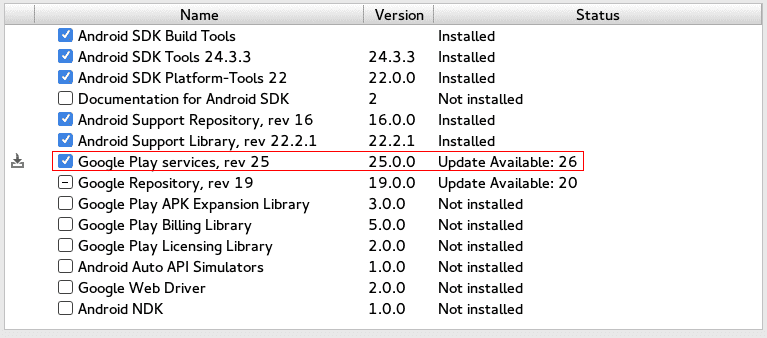 Name Version Status
Android SDK Build Tools Installed
Android SDK Tools 24.3.3 24.3.3 Installed
Android SDK Platform-Tools 22 22.0.0 Installed
Documentation for Android SDK 2 Not installed
Android Support Repository, rev 16 16.0.0 Installed
Android Support Library, rev 22.2.1 22.2.1 Installed
Google Play services, rev 25 25.0.0 Update Available: 26
Google Repository, rev 19 19.0.0 Update Available: 20
Google Play APK Expansion Library 3.0.0 Not installed
Google Play Billing Library 5.0.0 Not installed
Google Play Licensing Library 2.0.0 Not installed
Android Auto API Simulators 1.0.0 Not installed
Google Web Driver 2.0.0 Not installed
Android NDK 1.0.0 Not installed